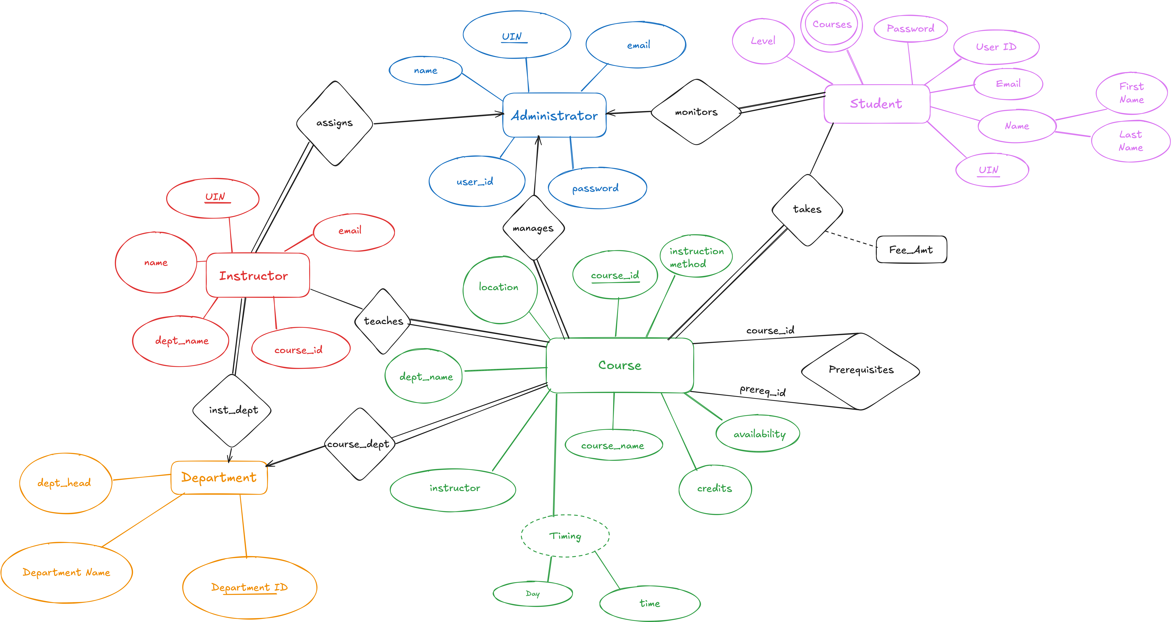 Courses
UIN
Password
Level
email
User ID
name
Email
First
Name
Student
Administrator
monitors
assigns
Name
Last
Name
UIN
user_id
password
UIN
takes
manages
email
Fee_Amt
instruction
method
name
course_id
Instructor
location
teaches
course_id
dept_name
course_id
Course
Prerequisites
dept_name
prereq_id
inst_dept
availability
course_dept
course_name
Department
dept_head
instructor
credits
Timing
Department Name
Department ID
Day
time